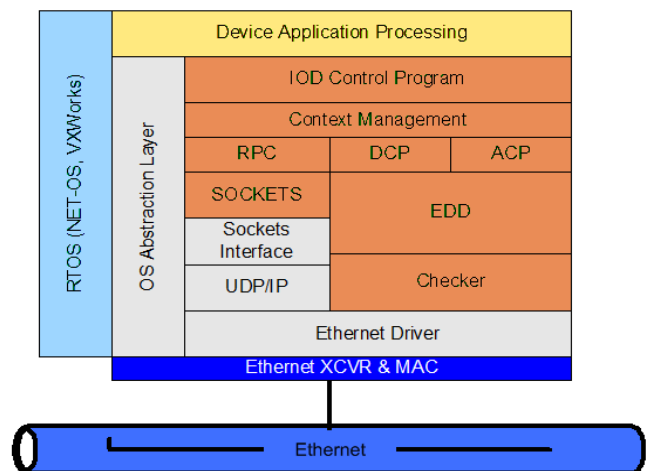 Device Application Processing
RTOS (NET-OS, VXWorks)
OS Abstraction Layer
IOD Control Program
Context Management
RPC DCP ACP
SOCKETS
EDD
Sockets
Interface
UDP/IP
Checker
Ethernet Driver
Ethernet XCVR & MAC
Ethernet